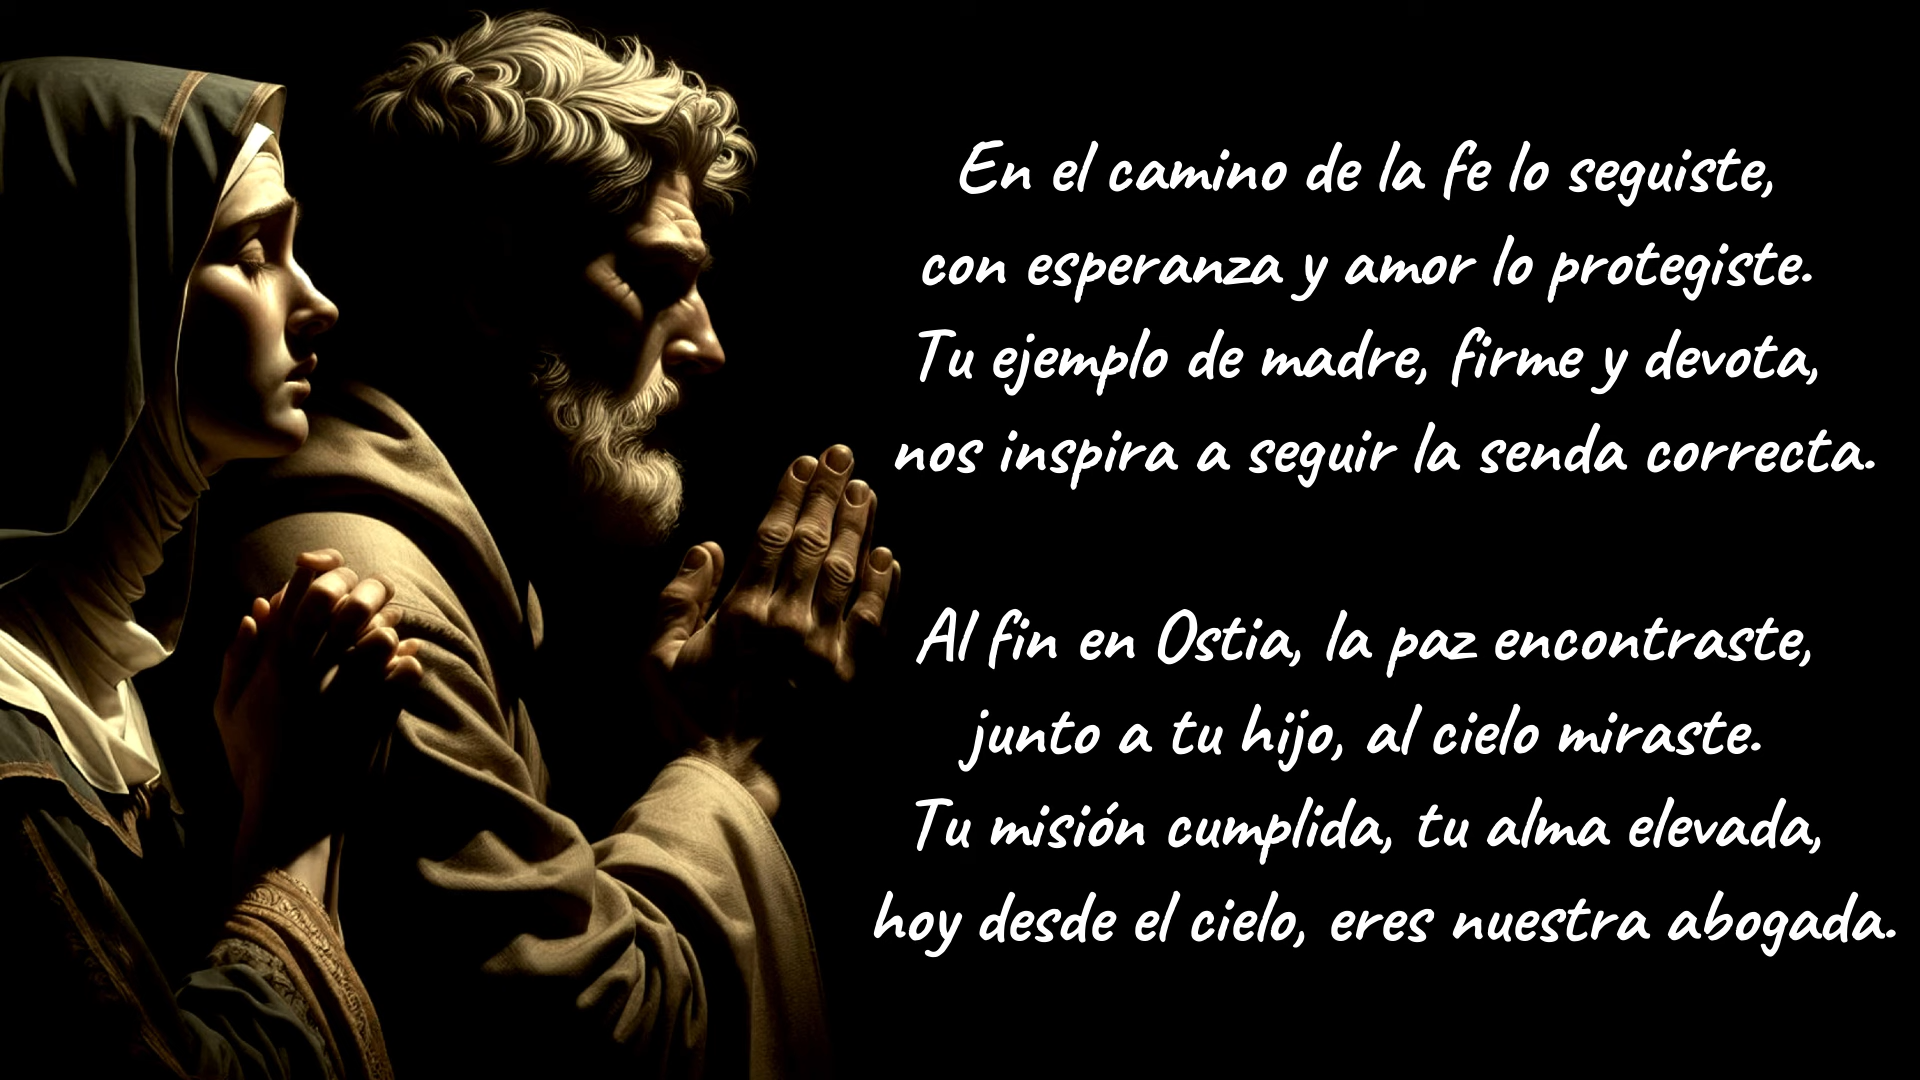 En el camino de la fe lo seguiste,
con esperanza y amor lo protegiste.
Tu ejemplo de madre, firme y devota,
nos inspira a seguir la senda correcta.
Al fin en Ostia, la paz encontraste,
junto a tu hijo, al cielo miraste.
Tu misión cumplida, tu alma elevada,
hoy desde el cielo, eres nuestra abogada.